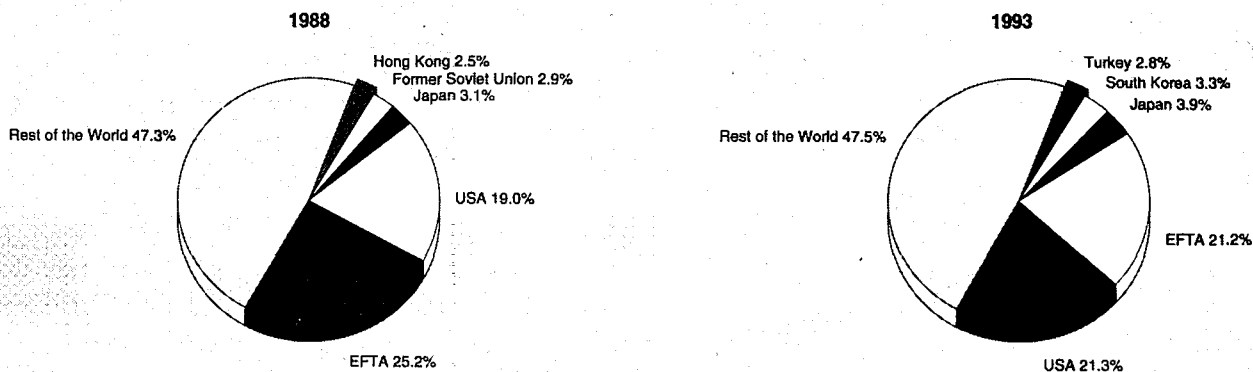 1988
Hong Kong 2.5%
Former Soviet Union 2.9%
Japan 3.1%
Rest of the World 47.3%
USA 19.0%
EFTA 25.2%
1993
Turkey 2.8%
South Korea 3.3%
Japan 3.9%
Rest of the World 47.5%
EFTA 21.2%
USA 21.3%